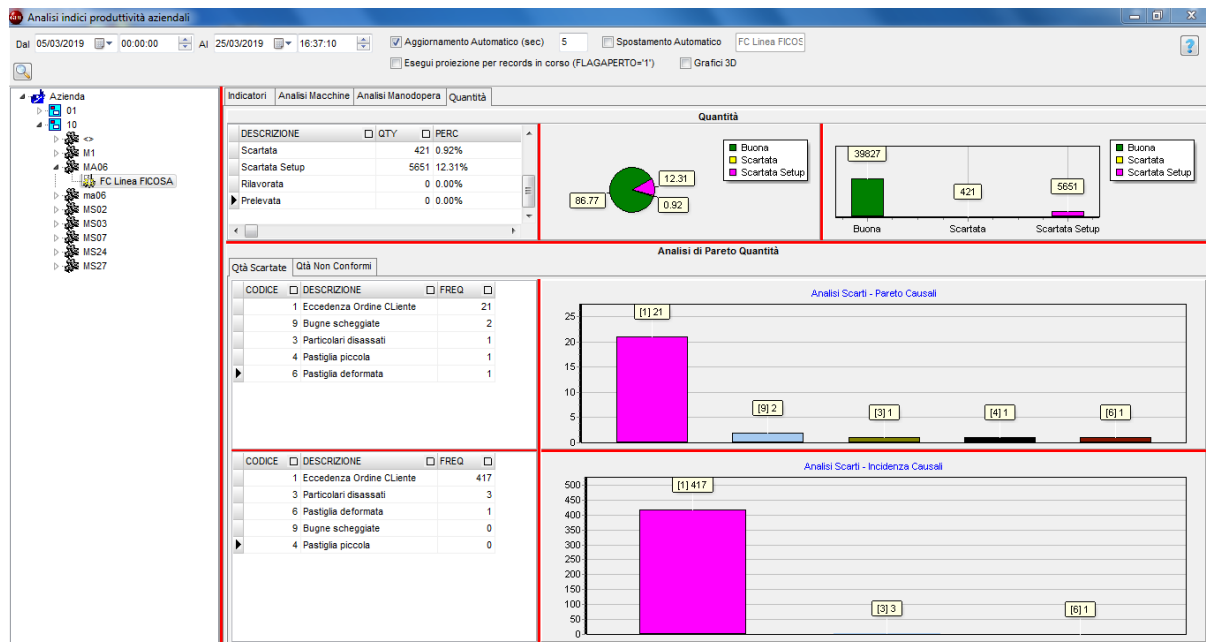 Analisi indici produttività aziendali
Dal 05/03/2019 00:00:00 Al 25/03/2019 16:37:10 Aggiornamento Automatico (sec) 5 Spostamento Automatico FC Linea FICOS
Esegui proiezione per records in corso (FLAGAPERTO='1') Grafici 3D
Azienda
01
10
<>
M1
MA06
FC Linea FICOSA
ma06
MS02
MS03
MS07
MS24
MS27
Indicatori Analisi Macchine Analisi Manodopera Quantità
Quantità
DESCRIZIONE QTY PERC
Scartata 421 0.92%
Scartata Setup 5651 12.31%
Rilavorata 0 0.00%
Prelevata 0 0.00%
86.77
12.31
0.92
Buona
Scartata
Scartata Setup
39827
421
5651
Buona Scartata Scartata Setup
Buona
Scartata
Scartata Setup
Analisi di Pareto Quantità
Qtà Scartate Qtà Non Conformi
CODICE DESCRIZIONE FREQ
1 Eccedenza Ordine CLiente 21
9 Bugne scheggiate 2
3 Particolari disassati 1
4 Pastiglia piccola 1
6 Pastiglia deformata 1
Analisi Scarti - Pareto Causali
25
20
15
10
5
0
[1] 21
[9] 2
[3] 1
[4] 1
[6] 1
CODICE DESCRIZIONE FREQ
1 Eccedenza Ordine CLiente 417
3 Particolari disassati 3
6 Pastiglia deformata 1
9 Bugne scheggiate 0
4 Pastiglia piccola 0
Analisi Scarti - Incidenza Causali
500
450
400
350
300
250
200
150
100
50
0
[1] 417
[3] 3
[6] 1